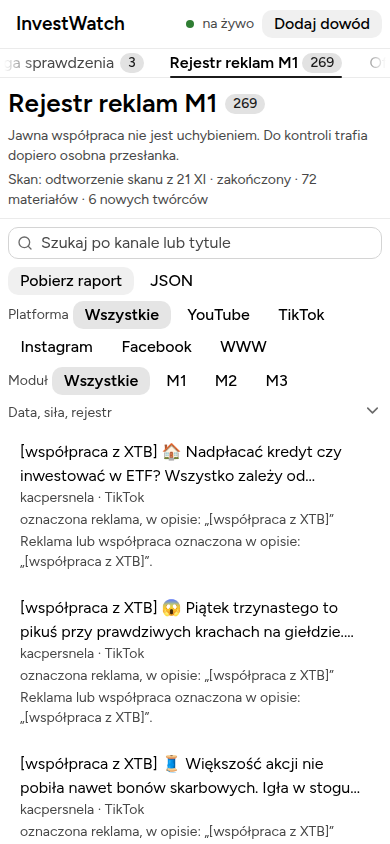 InvestWatch
na żywo
Dodaj dowód
ga sprawdzenia 3
Rejestr reklam M1 269
Rejestr reklam M1 269
Jawna współpraca nie jest uchybieniem. Do kontroli trafia
dopiero osobna przesłanka.
Skan: odtworzenie skanu z 21 XI · zakończony · 72
materiałów · 6 nowych twórców
Szukaj po kanale lub tytule
Pobierz raport JSON
Platforma Wszystkie YouTube TikTok
Instagram Facebook WWW
Moduł Wszystkie M1 M2 M3
Data, siła, rejestr
[współpraca z XTB] 🏠 Nadpłacać kredyt czy
inwestować w ETF? Wszystko zależy od...
kacpersnela · TikTok
oznaczona reklama, w opisie: „[współpraca z XTB]”
Reklama lub współpraca oznaczona w opisie:
„[współpraca z XTB]”.
[współpraca z XTB] 😱 Piątek trzynastego to
pikuś przy prawdziwych krachach na giełdzie....
kacpersnela · TikTok
oznaczona reklama, w opisie: „[współpraca z XTB]”
Reklama lub współpraca oznaczona w opisie:
„[współpraca z XTB]”.
[współpraca z XTB] 🧵 Większość akcji nie
pobiła nawet bonów skarbowych. Igła w stogu...
kacpersnela · TikTok
oznaczona reklama, w opisie: „[współpraca z XTB]”